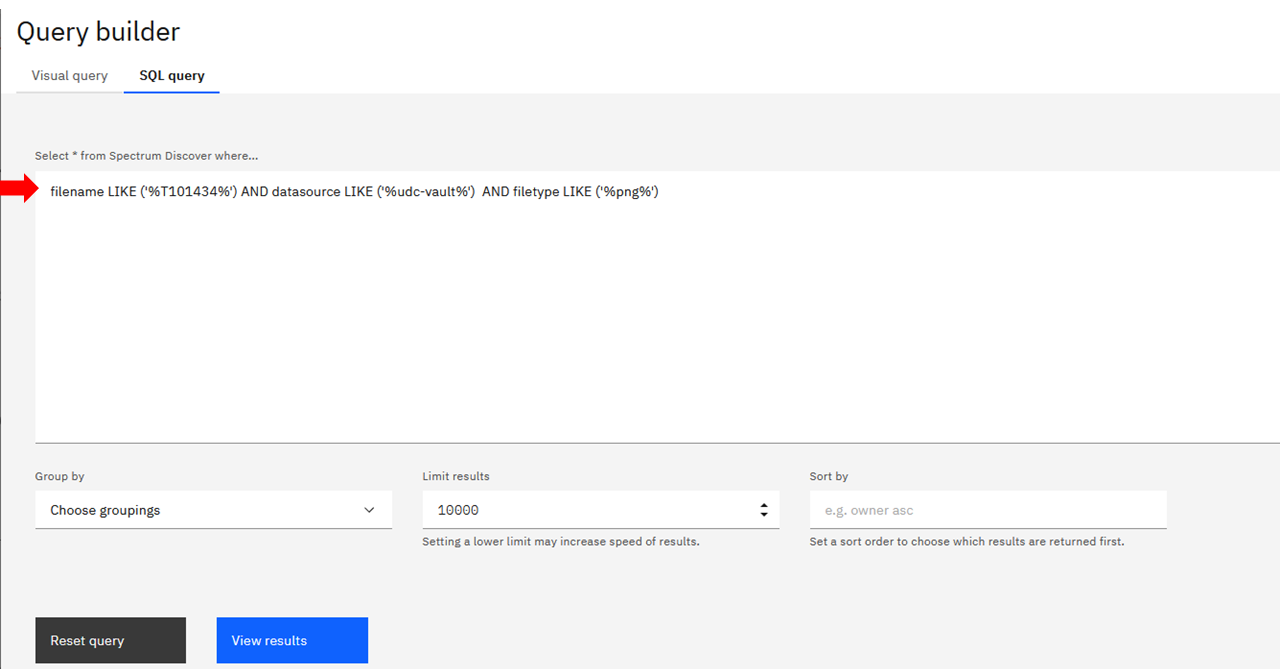 Query builder
Visual query SQL query
Select * from Spectrum Discover where...
filename LIKE ('%T101434%') AND datasource LIKE ('%udc-vault%')  AND filetype LIKE ('%png%')
Group by Limit results Sort by
Choose groupings 10000 e.g. owner asc
Setting a lower limit may increase speed of results. Set a sort order to choose which results are returned first.
Reset query View results